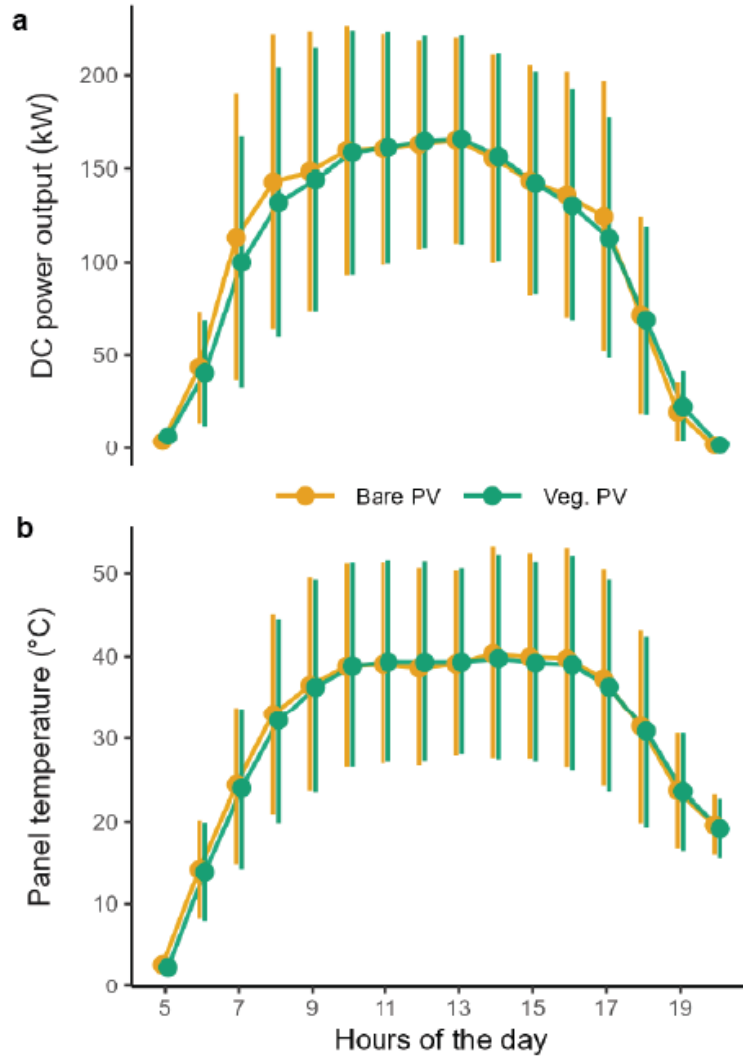 a
DC power output (kW)
200
150
100
50
0
Bare PV Veg. PV
b
Panel temperature (°C)
50
40
30
20
10
0
5 7 9 11 13 15 17 19
Hours of the day